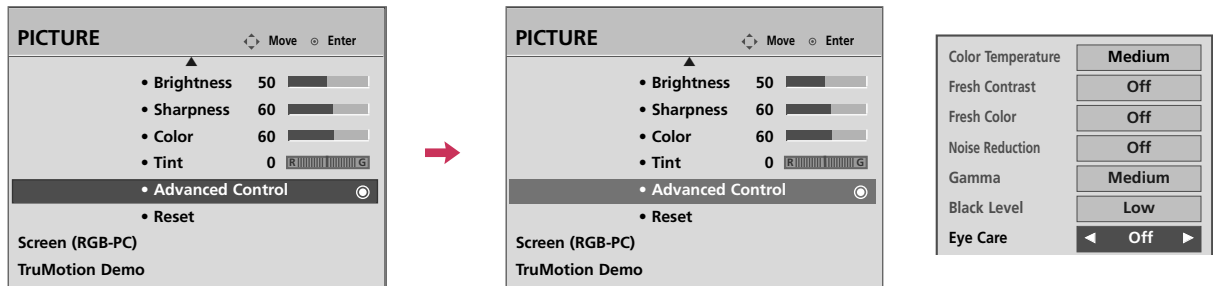 PICTURE Move Enter
• Brightness 50
• Sharpness 60
• Color 60
• Tint 0 R G
• Advanced Control
• Reset
Screen (RGB-PC)
TruMotion Demo
PICTURE Move Enter
• Brightness 50
• Sharpness 60
• Color 60
• Tint 0 R G
• Advanced Control
• Reset
Screen (RGB-PC)
TruMotion Demo
Color Temperature Medium
Fresh Contrast Off
Fresh Color Off
Noise Reduction Off
Gamma Medium
Black Level Low
Eye Care ◄ Off ►